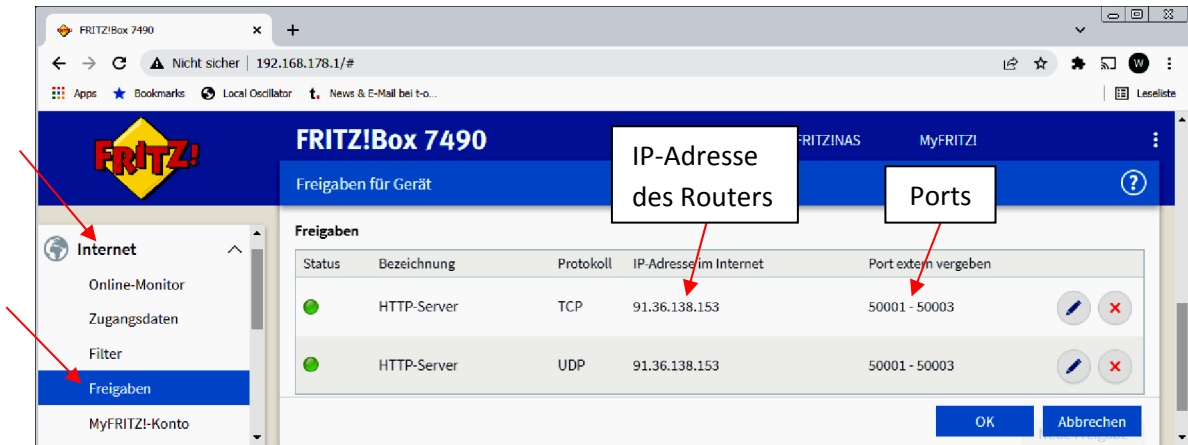 FRITZ!Box 7490
Nicht sicher 192.168.178.1/#
W
Apps Bookmarks Local Oscillator t. News & E-Mail bei t-o... Leseliste
FRITZ!
FRITZ!Box 7490 FRITZ!NAS MyFRITZ!
IP-Adresse
des Routers
Ports
Freigaben für Gerät ?
Internet
Online-Monitor
Zugangsdaten
Filter
Freigaben
MyFRITZ!-Konto
Freigaben
Status Bezeichnung Protokoll IP-Adresse im Internet Port extern vergeben
HTTP-Server TCP 91.36.138.153 50001 - 50003
HTTP-Server UDP 91.36.138.153 50001 - 50003
OK Abbrechen